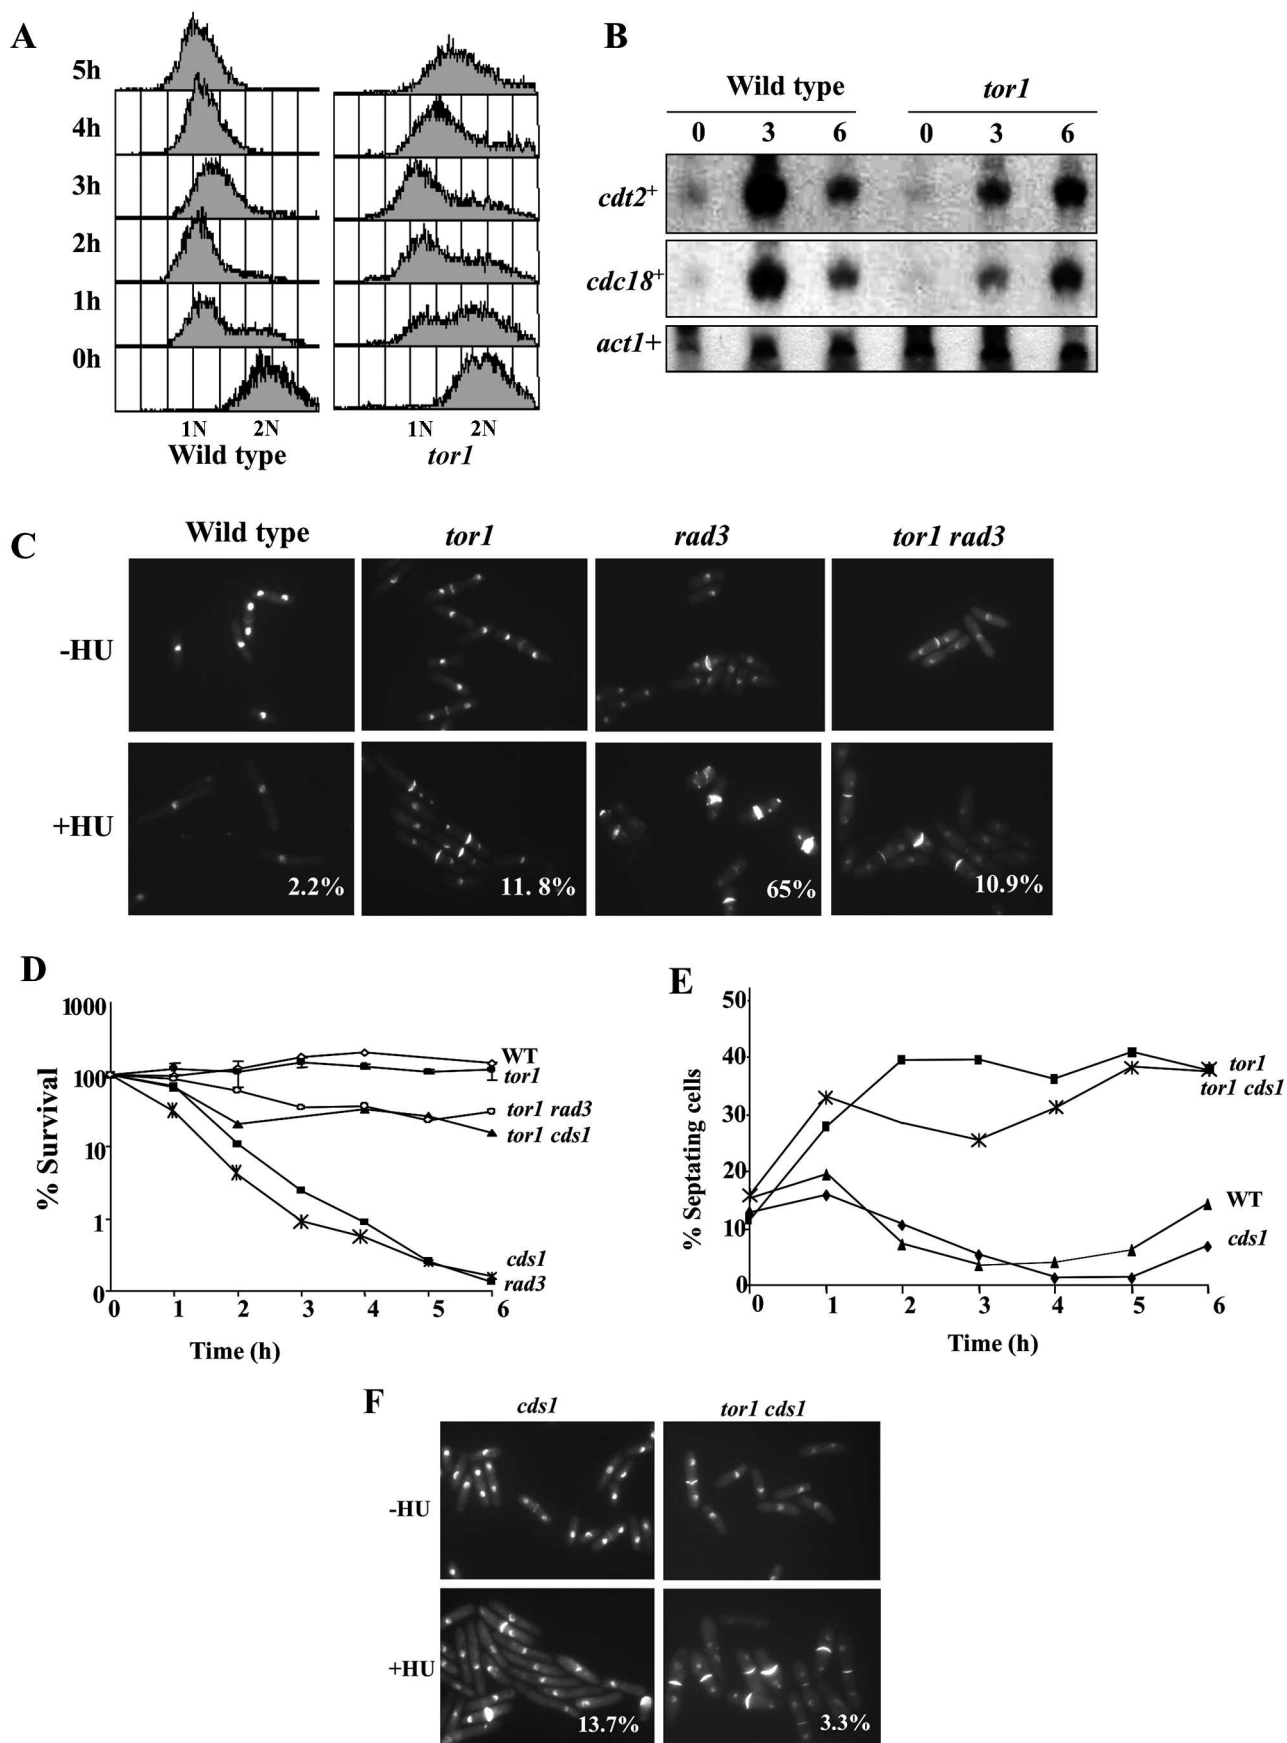 A
5h
4h
3h
2h
1h
0h
1N 2N 1N 2N
Wild type tor1
B
Wild type tor1
0 3 6 0 3 6
cdt2+
cdc18+
act1+
C
Wild type tor1 rad3 tor1 rad3
-HU
+HU
2.2% 11. 8% 65% 10.9%
D
% Survival
1000
100
10
1
0
0 1 2 3 4 5 6
Time (h)
WT
tor1
tor1 rad3
tor1 cds1
cds1
rad3
E
% Septating cells
50
40
30
20
10
0
0 1 2 3 4 5 6
Time (h)
tor1
tor1 cds1
WT
cds1
F
cds1 tor1 cds1
-HU
+HU
13.7% 3.3%